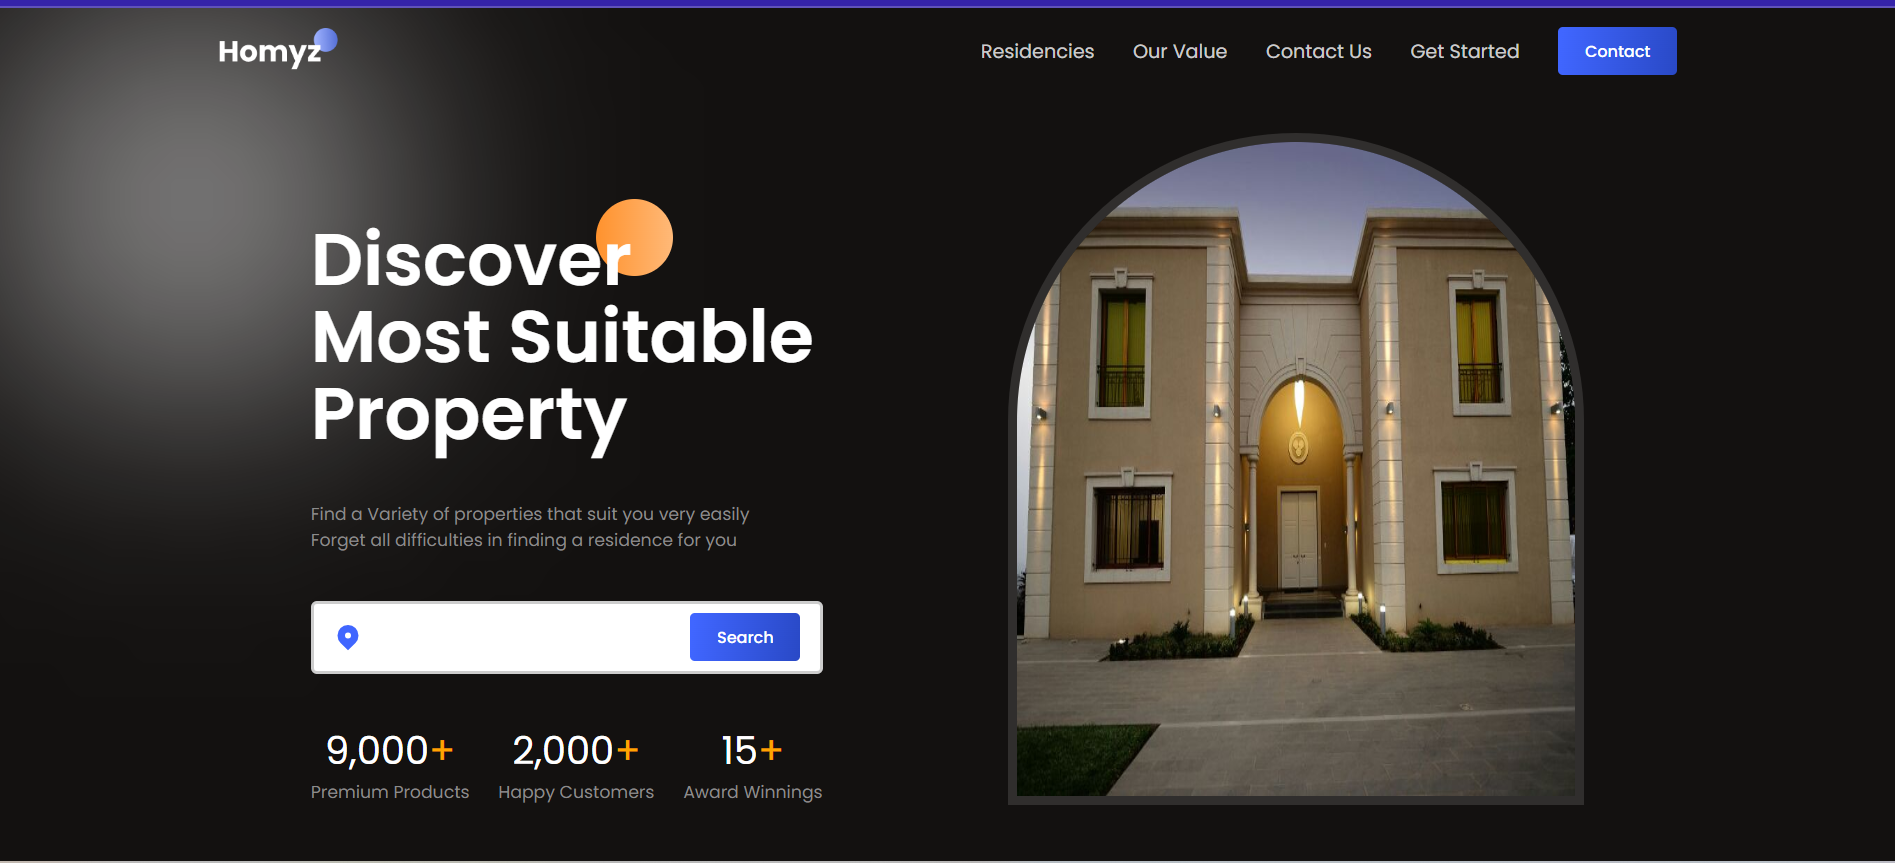 Homyz
Residencies
Our Value
Contact Us
Get Started
Contact
Discover
Most Suitable
Property
Find a Variety of properties that suit you very easily
Forget all difficulties in finding a residence for you
Search
9,000+
Premium Products
2,000+
Happy Customers
15+
Award Winnings